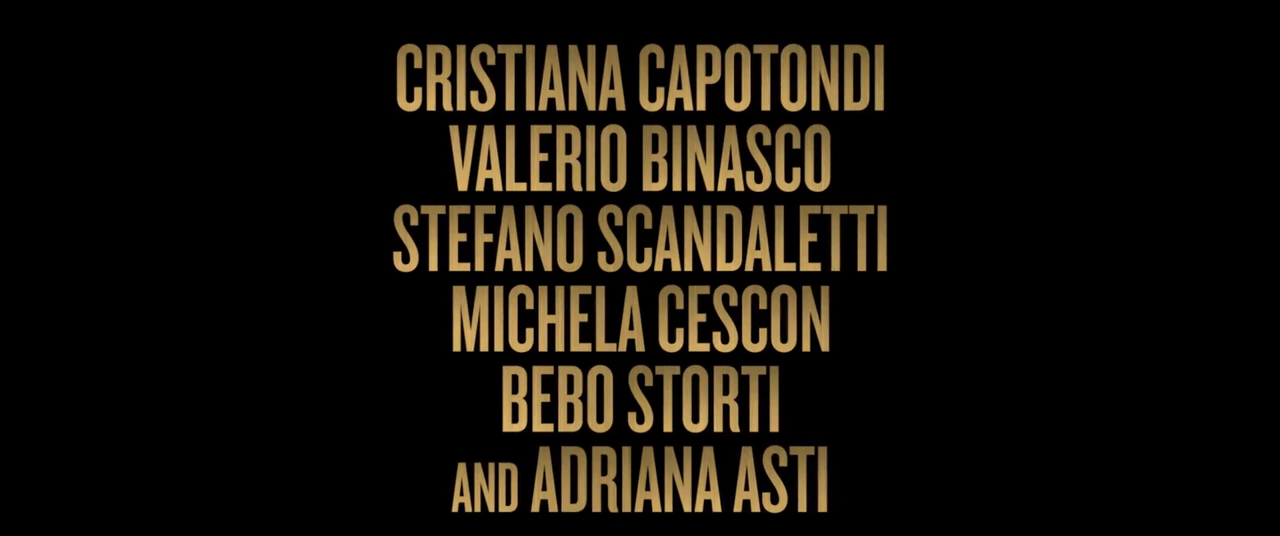 CRISTIANA CAPOTONDI
VALERIO BINASCO
STEFANO SCANDALETTI
MICHELA CESCON
BEBO STORTI
AND ADRIANA ASTI